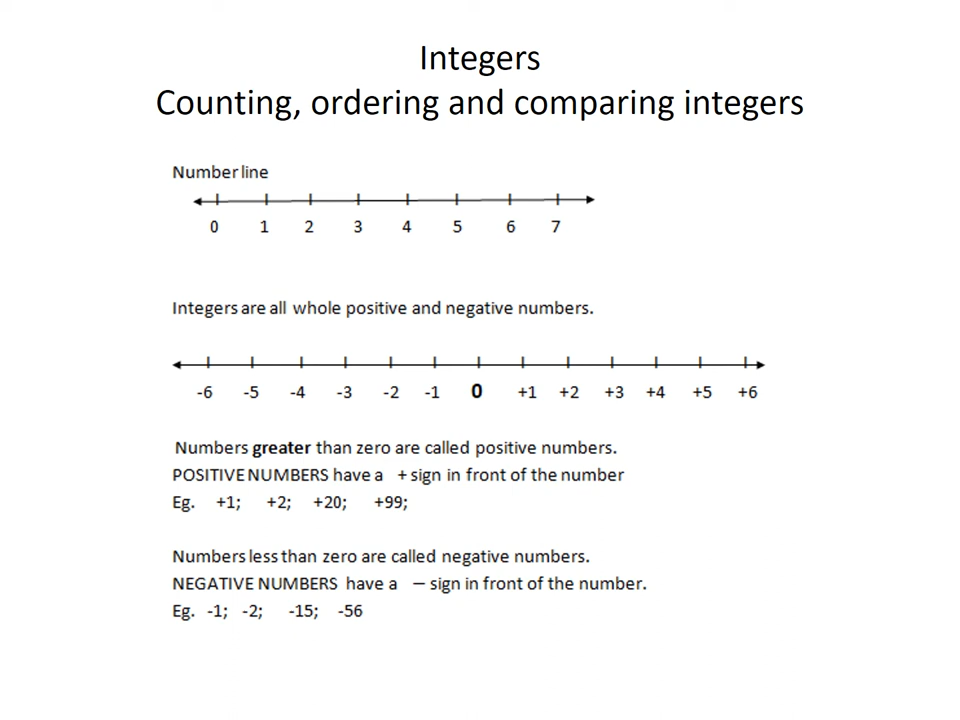 Integers
Counting, ordering and comparing integers
Number line
0 1 2 3 4 5 6 7
Integers are all whole positive and negative numbers.
-6 -5 -4 -3 -2 -1 0 +1 +2 +3 +4 +5 +6
Numbers greater than zero are called positive numbers.
POSITIVE NUMBERS have a + sign in front of the number
Eg. +1; +2; +20; +99;
Numbers less than zero are called negative numbers.
NEGATIVE NUMBERS have a – sign in front of the number.
Eg. -1; -2; -15; -56